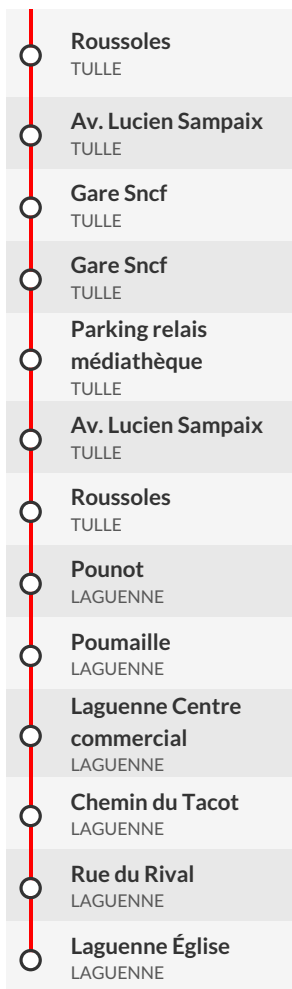 Roussoles
TULLE
Av. Lucien Sampaix
TULLE
Gare Sncf
TULLE
Gare Sncf
TULLE
Parking relais
médiathèque
TULLE
Av. Lucien Sampaix
TULLE
Roussoles
TULLE
Pounot
LAGUENNE
Poumaille
LAGUENNE
Laguenne Centre
commercial
LAGUENNE
Chemin du Tacot
LAGUENNE
Rue du Rival
LAGUENNE
Laguenne Église
LAGUENNE